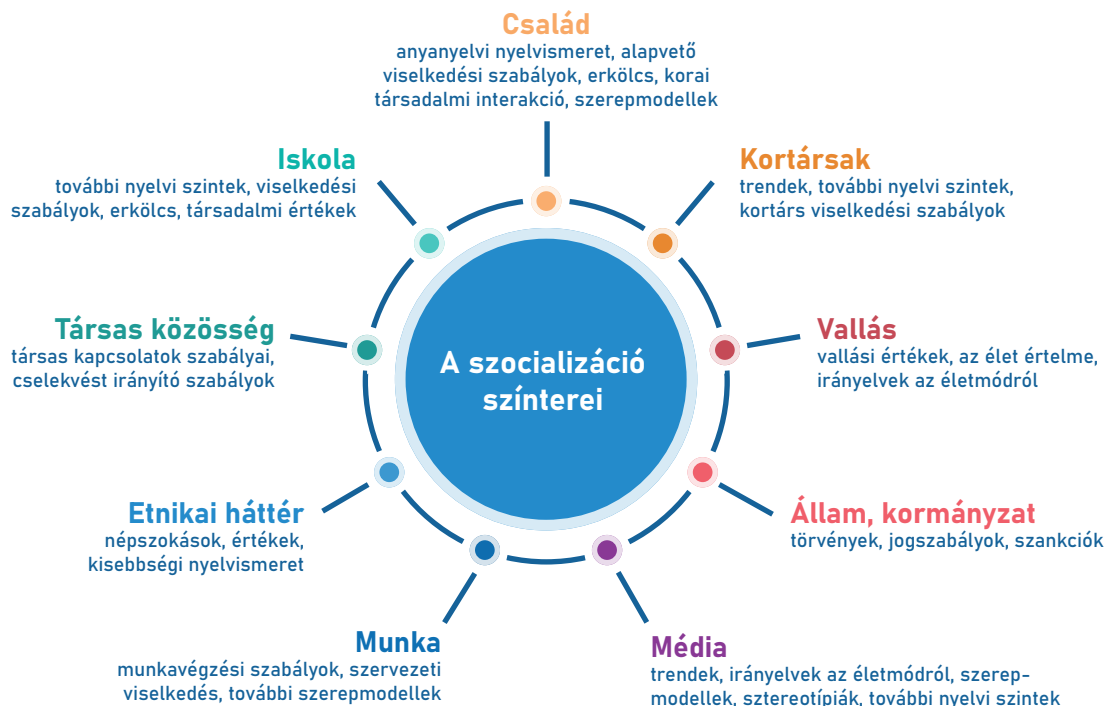 Család
anyanyelvi nyelvismeret, alapvető
viselkedési szabályok, erkölcs, korai
társadalmi interakció, szerepmodellek
Kortársak
trendek, további nyelvi szintek,
kortárs viselkedési szabályok
Vallás
vallási értékek, az élet értelme,
irányelvek az életmódról
Állam, kormányzat
törvények, jogszabályok, szankciók
Média
trendek, irányelvek az életmódról, szerep-
modellek, sztereotípiák, további nyelvi szintek
Munka
munkavégzési szabályok, szervezeti
viselkedés, további szerepmodellek
Etnikai háttér
népszokások, értékek,
kisebbségi nyelvismeret
Társas közösség
társas kapcsolatok szabályai,
cselekvést irányító szabályok
Iskola
további nyelvi szintek, viselkedési
szabályok, erkölcs, társadalmi értékek
A szocializáció
színterei